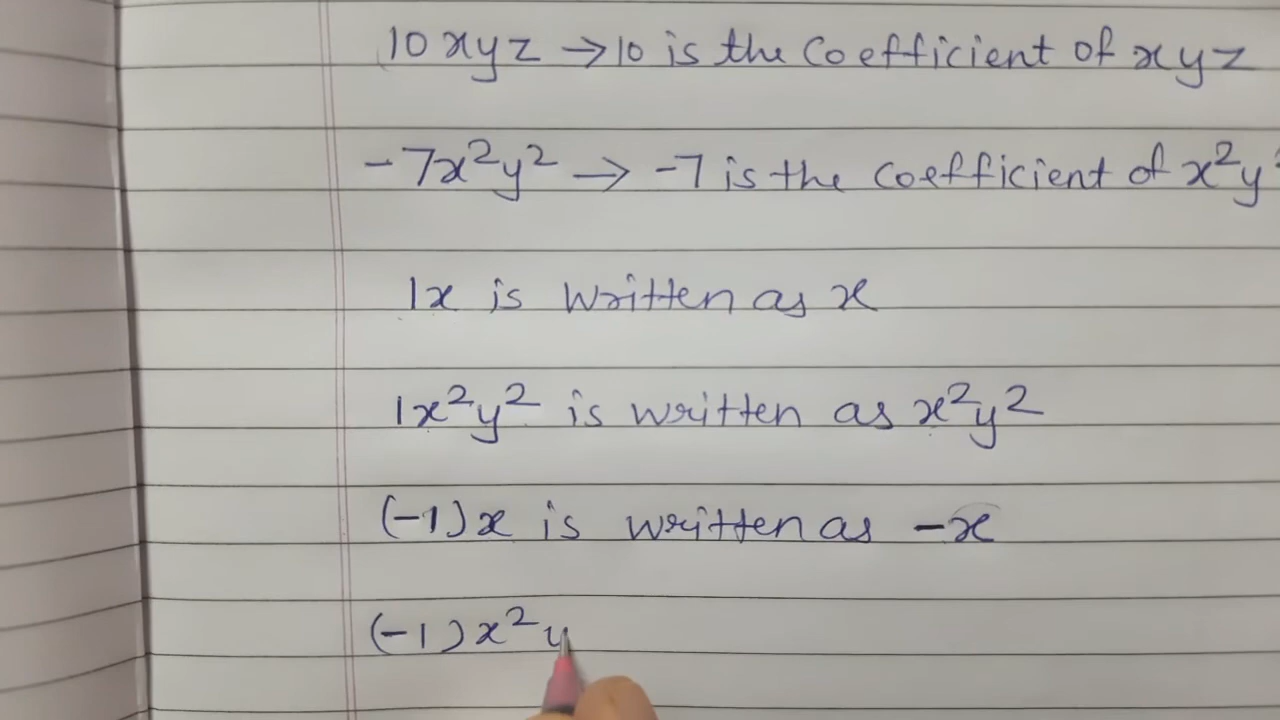 10xyz → 10 is the coefficient of xyz
-7x²y² → -7 is the coefficient of x²y
1x is written as x
1x²y² is written as x²y²
(-1)x is written as -x
(-1)x²y